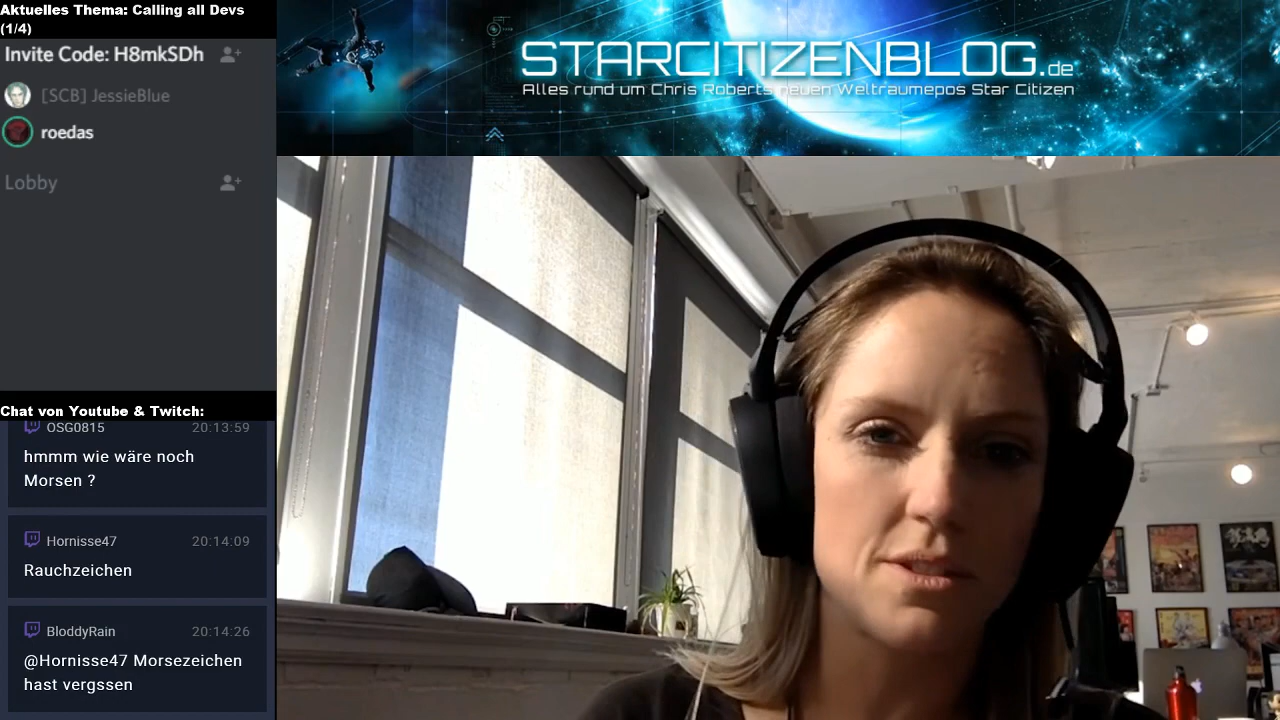 Aktuelles Thema: Calling all Devs
(1/4)
Invite Code: H8mkSDh
[SCB] JessieBlue
roedas
Lobby
Chat von Youtube & Twitch:
OSG0815 20:13:59
hmmm wie wäre noch
Morsen ?
Hornisse47 20:14:09
Rauchzeichen
BloddyRain 20:14:26
@Hornisse47 Morsezeichen
hast vergssen
STARCITIZENBLOG.de
Alles rund um Chris Roberts neuen Weltraumepos Star Citizen